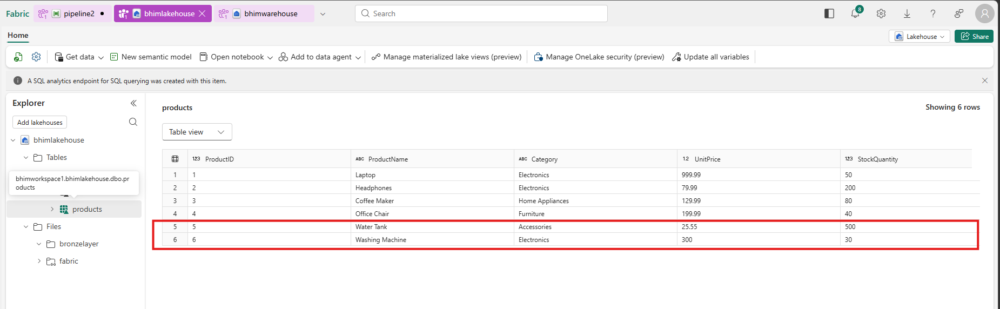 Fabric
1
pipeline2
1
bhimlakehouse
1
bhimwarehouse
Search
8
Home
Lakehouse
Share
Get data
New semantic model
Open notebook
Add to data agent
Manage materialized lake views (preview)
Manage OneLake security (preview)
Update all variables
A SQL analytics endpoint for SQL querying was created with this item.
Explorer
Add lakehouses
bhimlakehouse
Tables
bhimworkspace1.bhimlakehouse.dbo.pr
oducts
products
Files
bronzelayer
fabric
products
Showing 6 rows
Table view
123 ProductID ABC ProductName ABC Category 1.2 UnitPrice 123 StockQuantity
1 1 Laptop Electronics 999.99 50
2 2 Headphones Electronics 79.99 200
3 3 Coffee Maker Home Appliances 129.99 80
4 4 Office Chair Furniture 199.99 40
5 5 Water Tank Accessories 25.55 500
6 6 Washing Machine Electronics 300 30